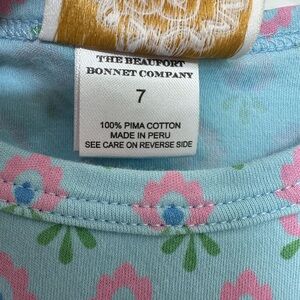 THE BEAUFORT
BONNET COMPANY
7
100% PIMA COTTON
MADE IN PERU
SEE CARE ON REVERSE SIDE